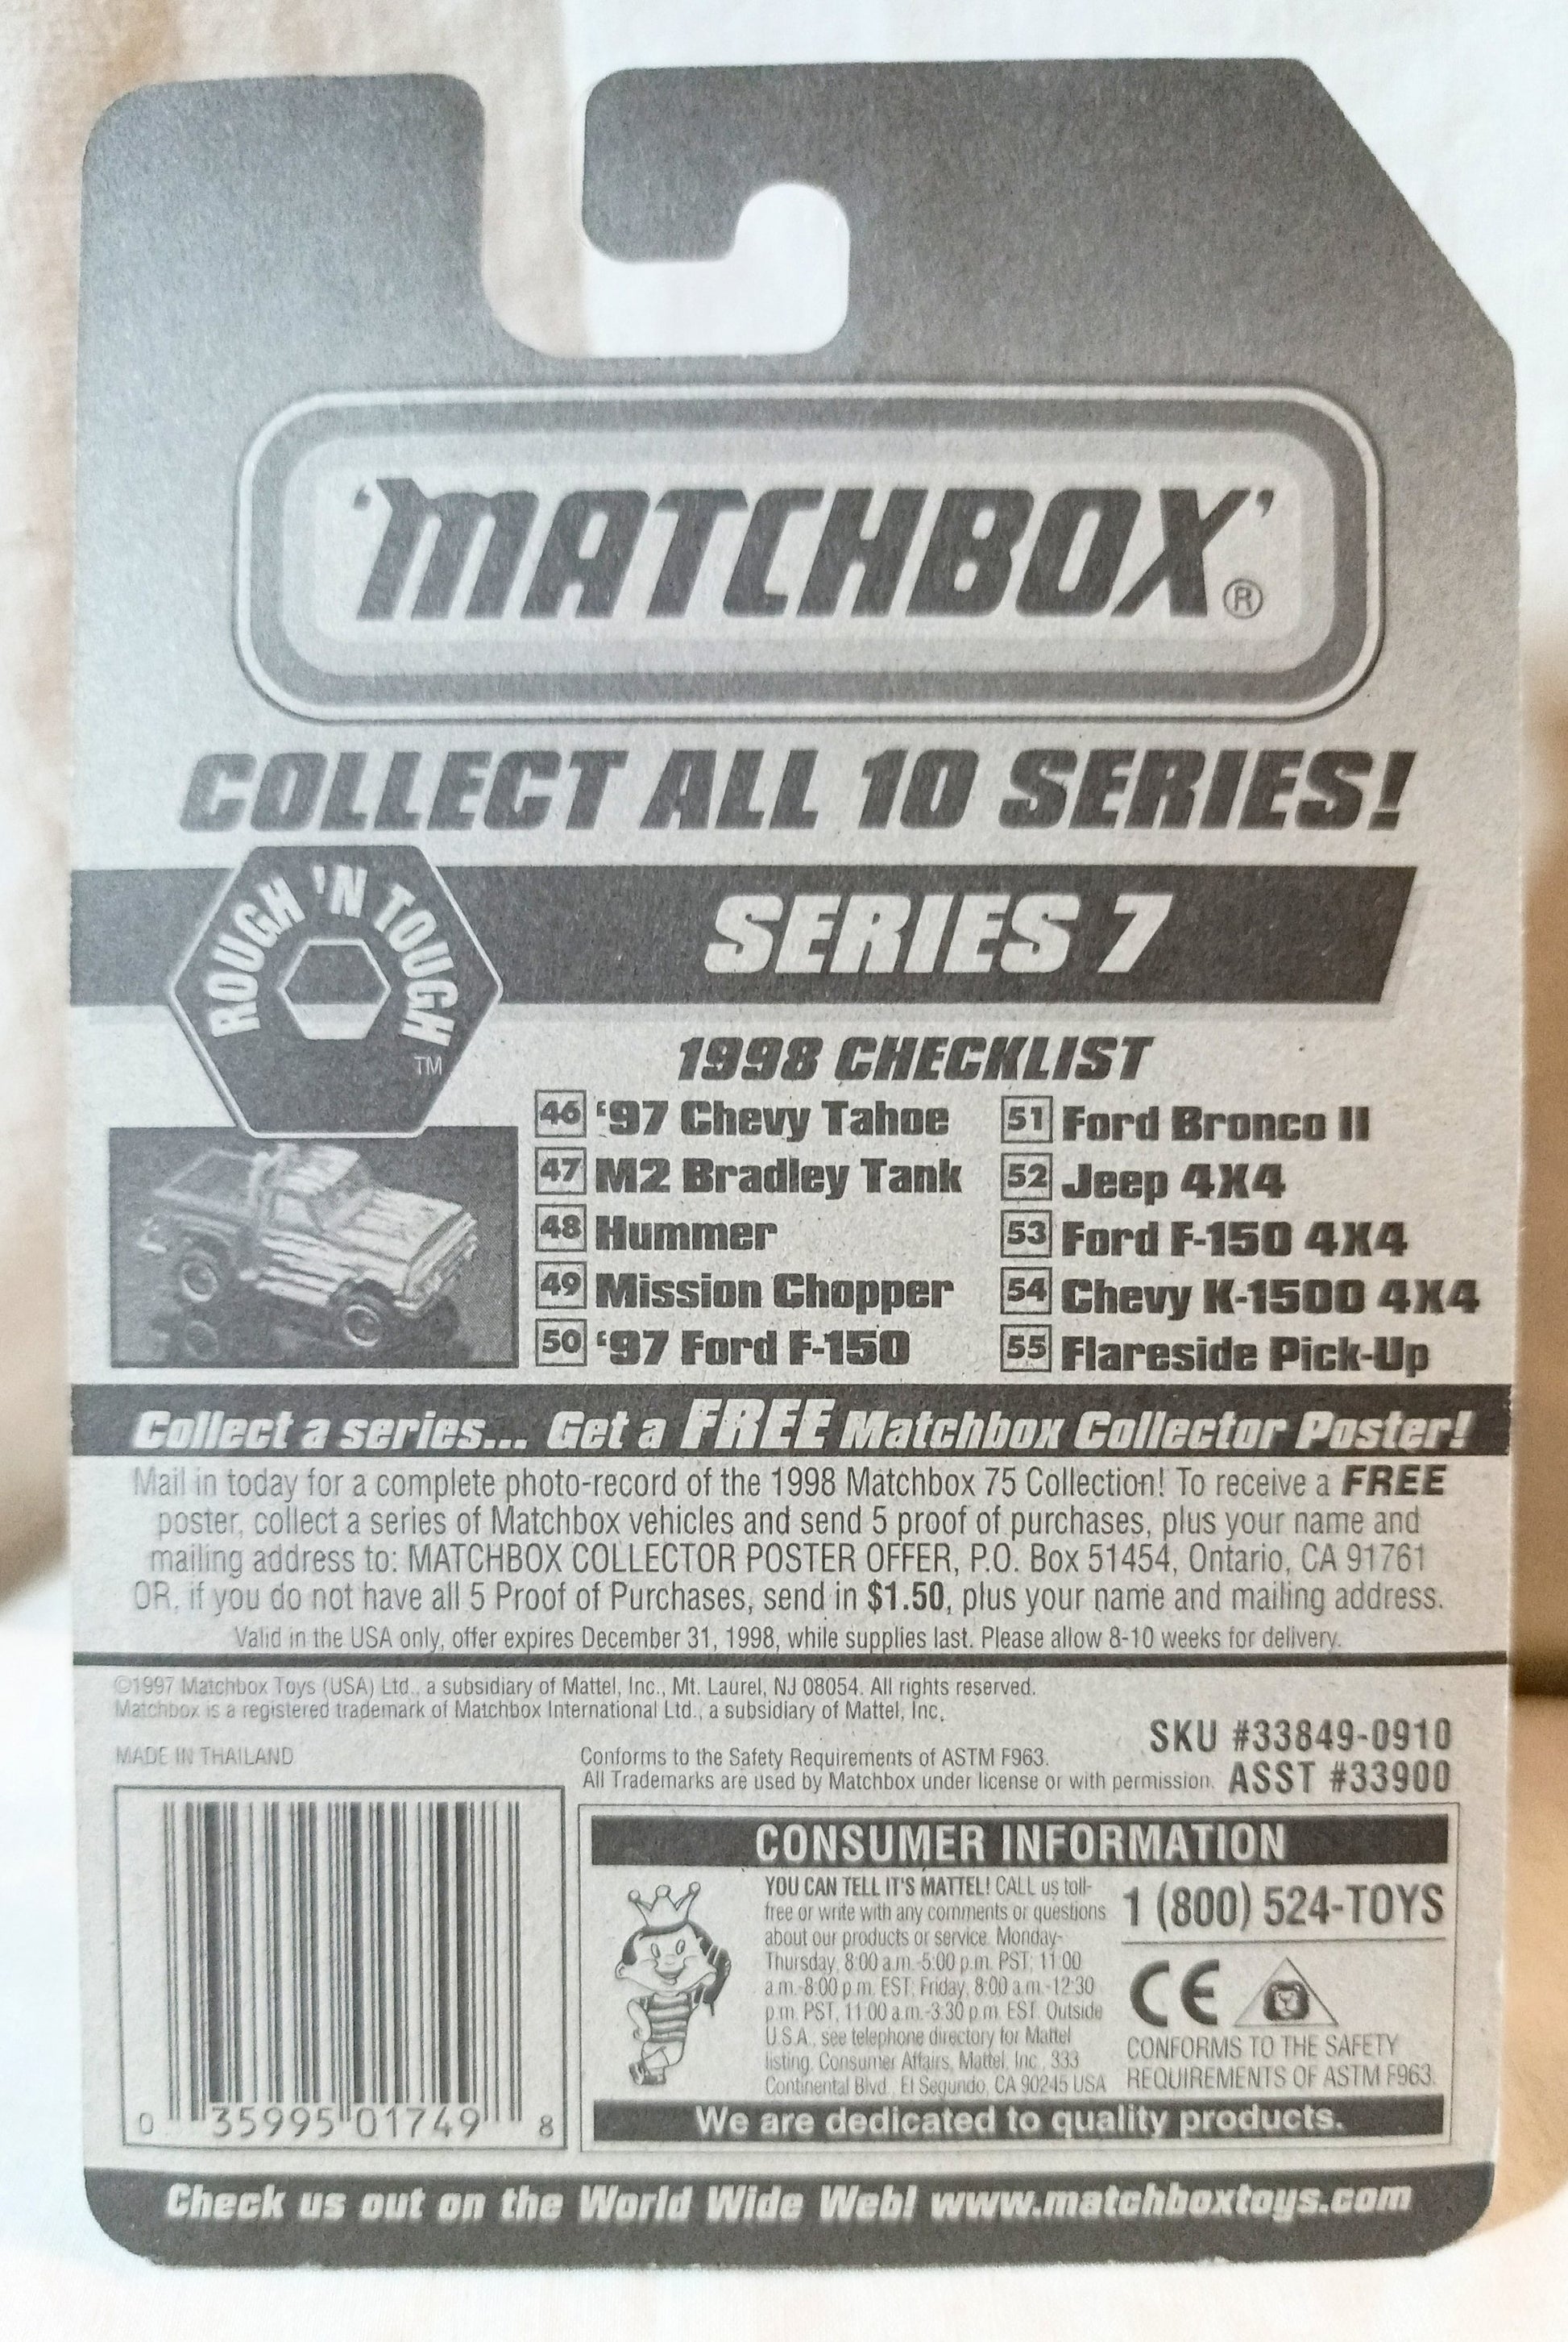 'MATCHBOX'®
COLLECT ALL 10 SERIES!
ROUGH 'N TOUGH TM
SERIES 7
1998 CHECKLIST
46 '97 Chevy Tahoe
47 M2 Bradley Tank
48 Hummer
49 Mission Chopper
50 '97 Ford F-150
51 Ford Bronco II
52 Jeep 4X4
53 Ford F-150 4X4
54 Chevy K-1500 4X4
55 Flareside Pick-Up
Collect a series... Get a FREE Matchbox Collector Poster!
Mail in today for a complete photo-record of the 1998 Matchbox 75 Collection! To receive a FREE
poster, collect a series of Matchbox vehicles and send 5 proof of purchases, plus your name and
mailing address to: MATCHBOX COLLECTOR POSTER OFFER, P.O. Box 51454, Ontario, CA 91761
OR, if you do not have all 5 Proof of Purchases, send in $1.50, plus your name and mailing address.
Valid in the USA only, offer expires December 31, 1998, while supplies last. Please allow 8-10 weeks for delivery.
©1997 Matchbox Toys (USA) Ltd., a subsidiary of Mattel, Inc., Mt. Laurel, NJ 08054. All rights reserved.
Matchbox is a registered trademark of Matchbox International Ltd., a subsidiary of Mattel, Inc.
MADE IN THAILAND
Conforms to the Safety Requirements of ASTM F963.
All Trademarks are used by Matchbox under license or with permission.
SKU #33849-0910
ASST #33900
0 35995 01749 8
CONSUMER INFORMATION
YOU CAN TELL IT'S MATTEL! CALL us toll-
free or write with any comments or questions
about our products or service. Monday-
Thursday, 8:00 a.m.-5:00 p.m. PST; 11:00
a.m.-8:00 p.m. EST; Friday, 8:00 a.m.-12:30
p.m. PST, 11:00 a.m.-3:30 p.m. EST. Outside
U.S.A., see telephone directory for Mattel
listing. Consumer Affairs, Mattel, Inc., 333
Continental Blvd., El Segundo, CA 90245 USA
1 (800) 524-TOYS
CE
CONFORMS TO THE SAFETY
REQUIREMENTS OF ASTM F963.
We are dedicated to quality products.
Check us out on the World Wide Web! www.matchboxtoys.com